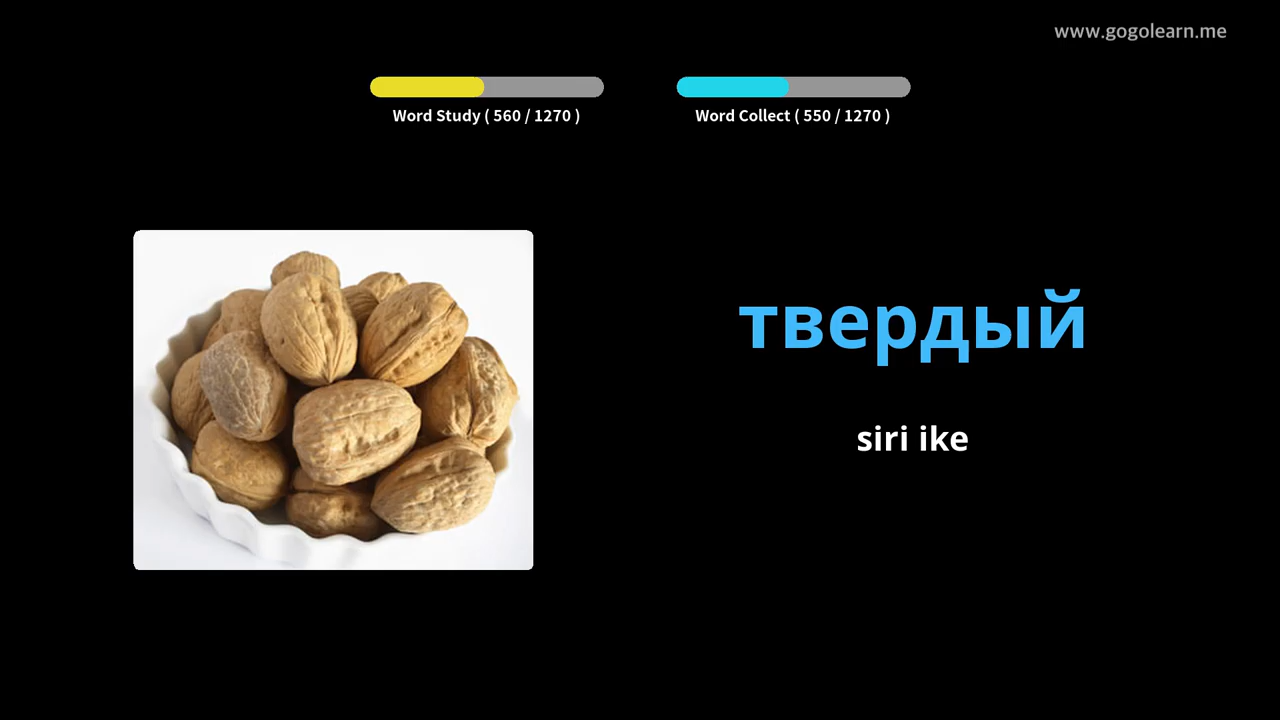 www.gogolearn.me
Word Study ( 560 / 1270 )
Word Collect ( 550 / 1270 )
твердый
siri ike